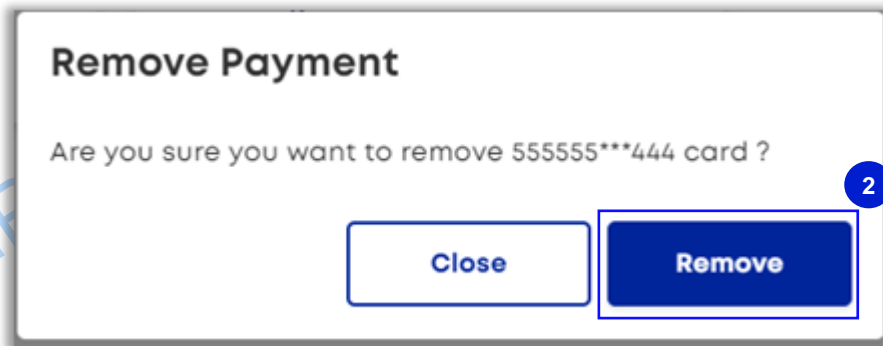 Remove Payment
Are you sure you want to remove 555555***444 card ?
2
Close
Remove